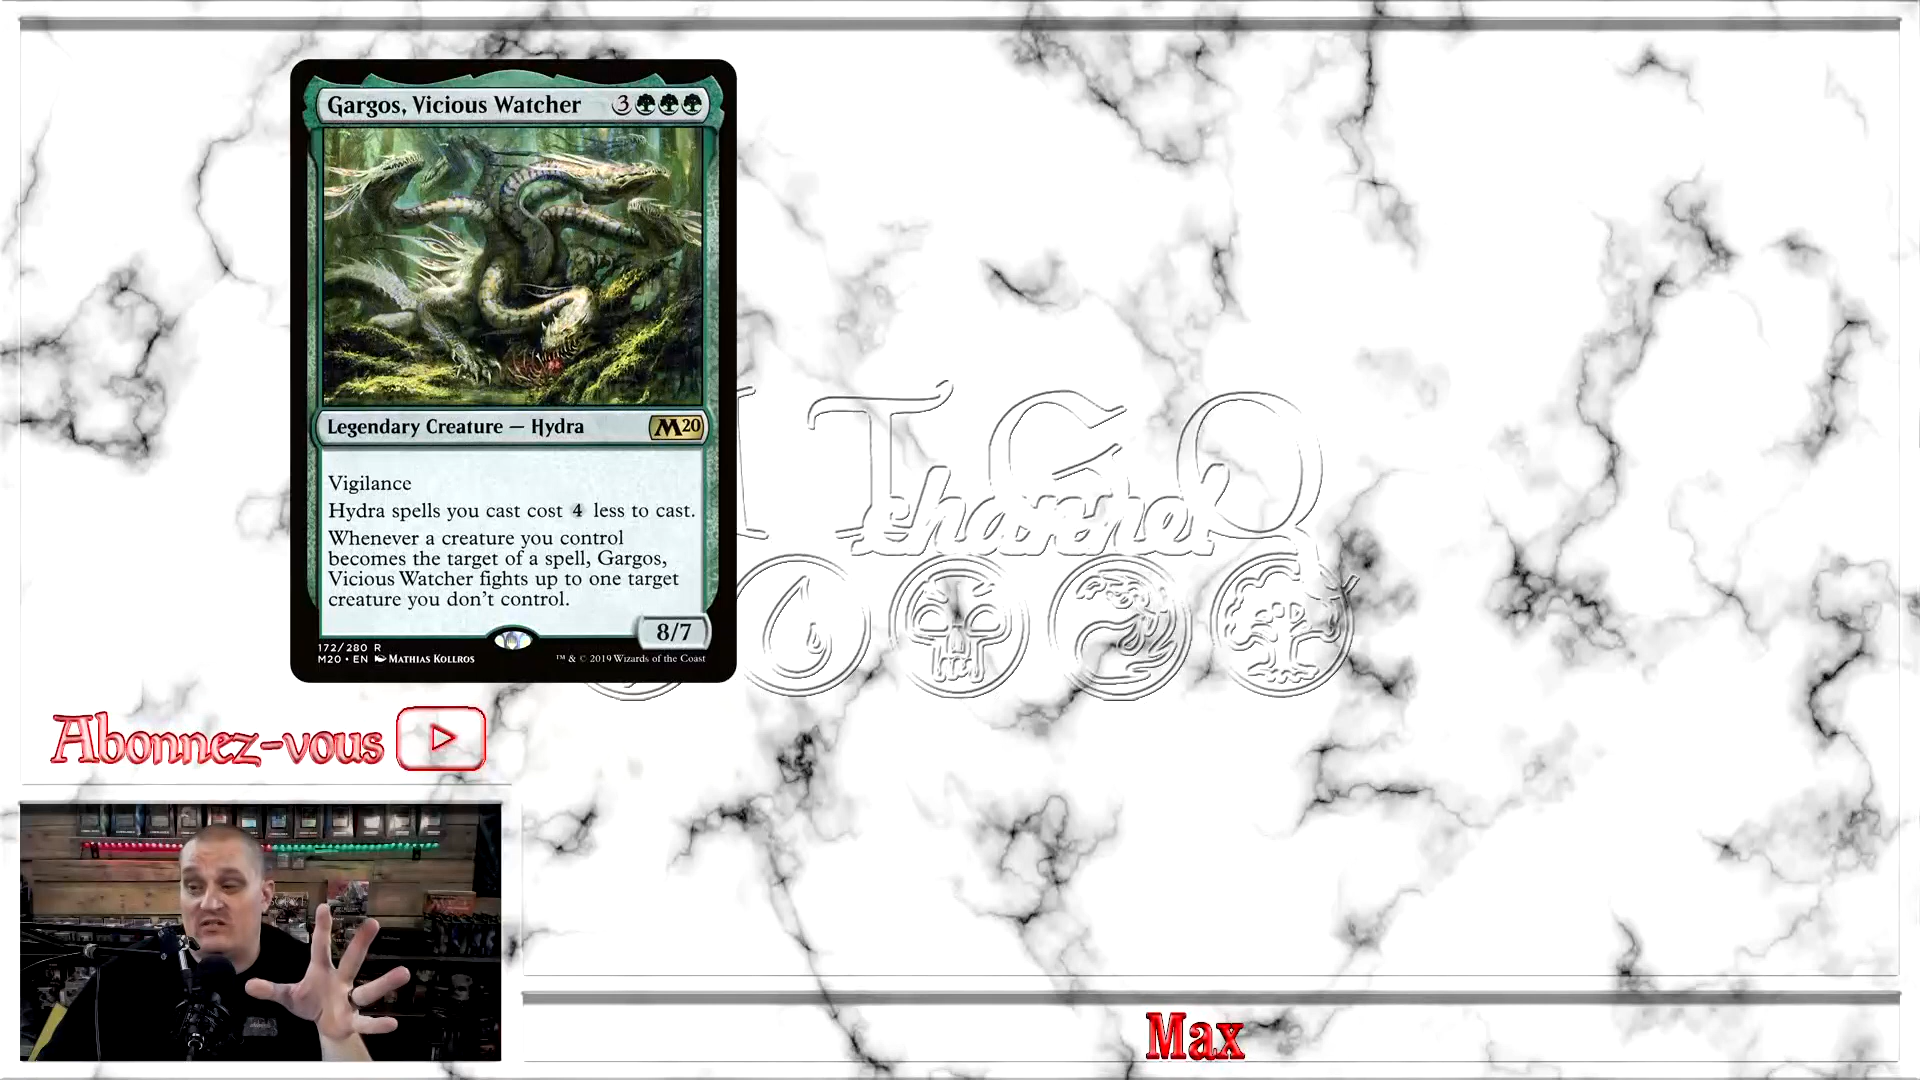 Gargos, Vicious Watcher 3
Legendary Creature — Hydra M20
Vigilance
Hydra spells you cast cost 4 less to cast.
Whenever a creature you control
becomes the target of a spell, Gargos,
Vicious Watcher fights up to one target
creature you don't control.
8/7
172/280 R
M20 • EN MATHIAS KOLLROS
™ & © 2019 Wizards of the Coast
MTGQ
channel
Abonnez-vous
Max